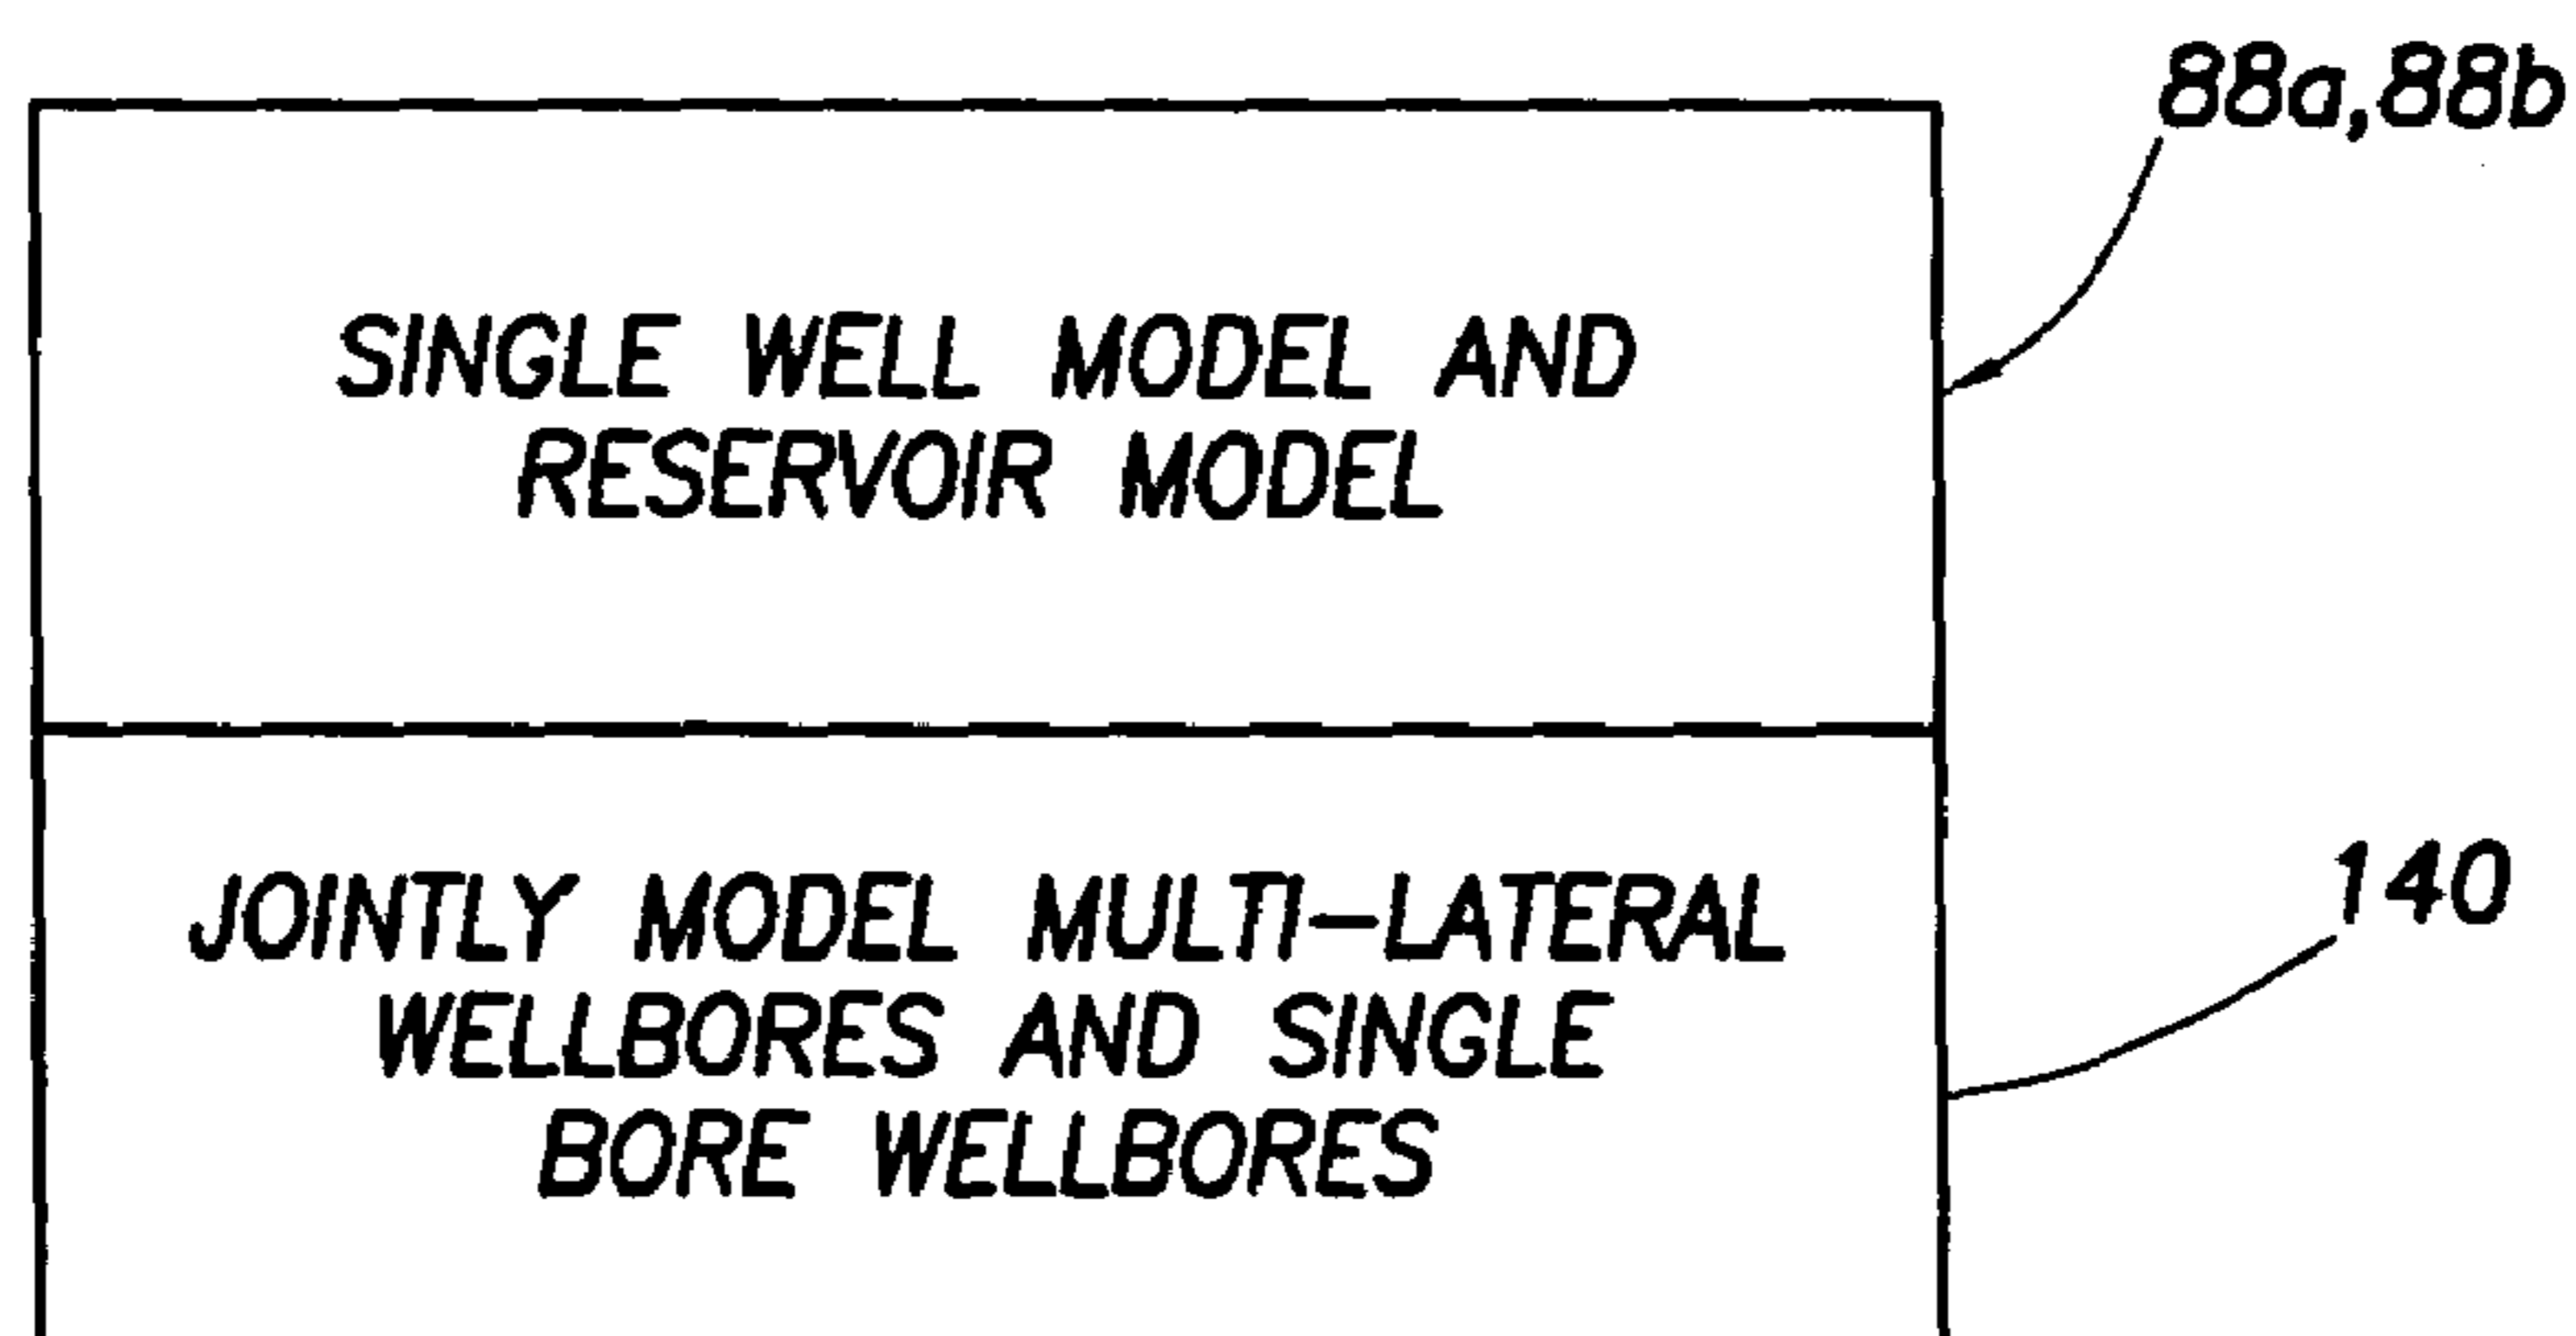 88a,88b
SINGLE WELL MODEL AND
RESERVOIR MODEL
140
JOINTLY MODEL MULTI-LATERAL
WELLBORES AND SINGLE
BORE WELLBORES